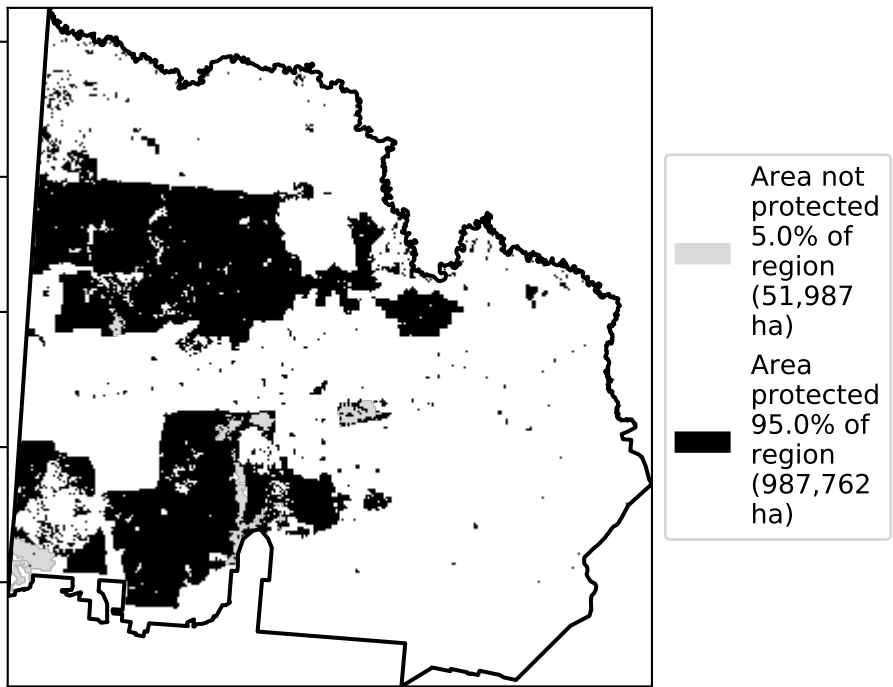 Area not
protected
5.0% of
region
(51,987
ha)
Area
protected
95.0% of
region
(987,762
ha)